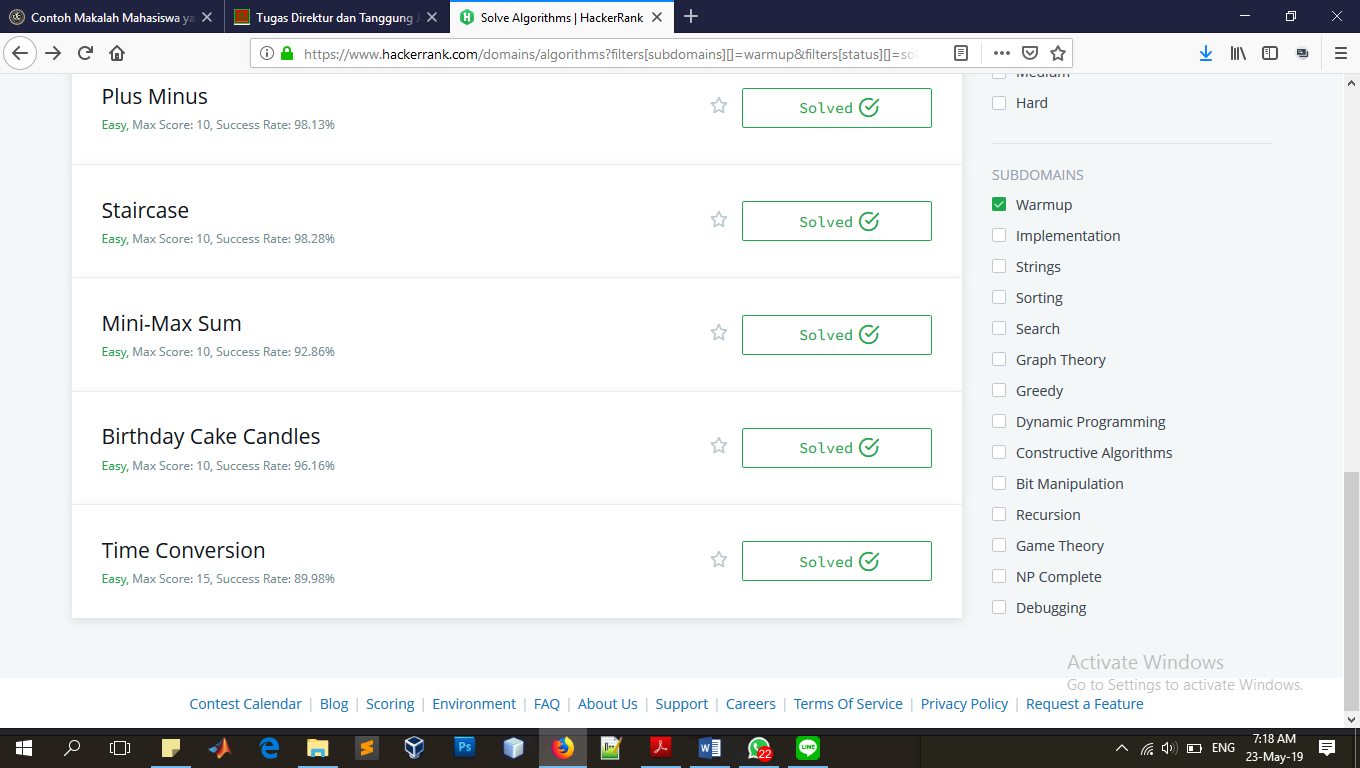 Contoh Makalah Mahasiswa ya
Tugas Direktur dan Tanggung J
Solve Algorithms | HackerRank
https://www.hackerrank.com/domains/algorithms?filters[subdomains][]=warmup&filters[status][]=so
Plus Minus
Easy, Max Score: 10, Success Rate: 98.13%
Solved
Staircase
Easy, Max Score: 10, Success Rate: 98.28%
Solved
Mini-Max Sum
Easy, Max Score: 10, Success Rate: 92.86%
Solved
Birthday Cake Candles
Easy, Max Score: 10, Success Rate: 96.16%
Solved
Time Conversion
Easy, Max Score: 15, Success Rate: 89.98%
Solved
Medium
Hard
SUBDOMAINS
Warmup
Implementation
Strings
Sorting
Search
Graph Theory
Greedy
Dynamic Programming
Constructive Algorithms
Bit Manipulation
Recursion
Game Theory
NP Complete
Debugging
Activate Windows
Go to Settings to activate Windows.
Contest Calendar | Blog | Scoring | Environment | FAQ | About Us | Support | Careers | Terms Of Service | Privacy Policy | Request a Feature
Ps
22
LINE
ENG
7:18 AM
23-May-19